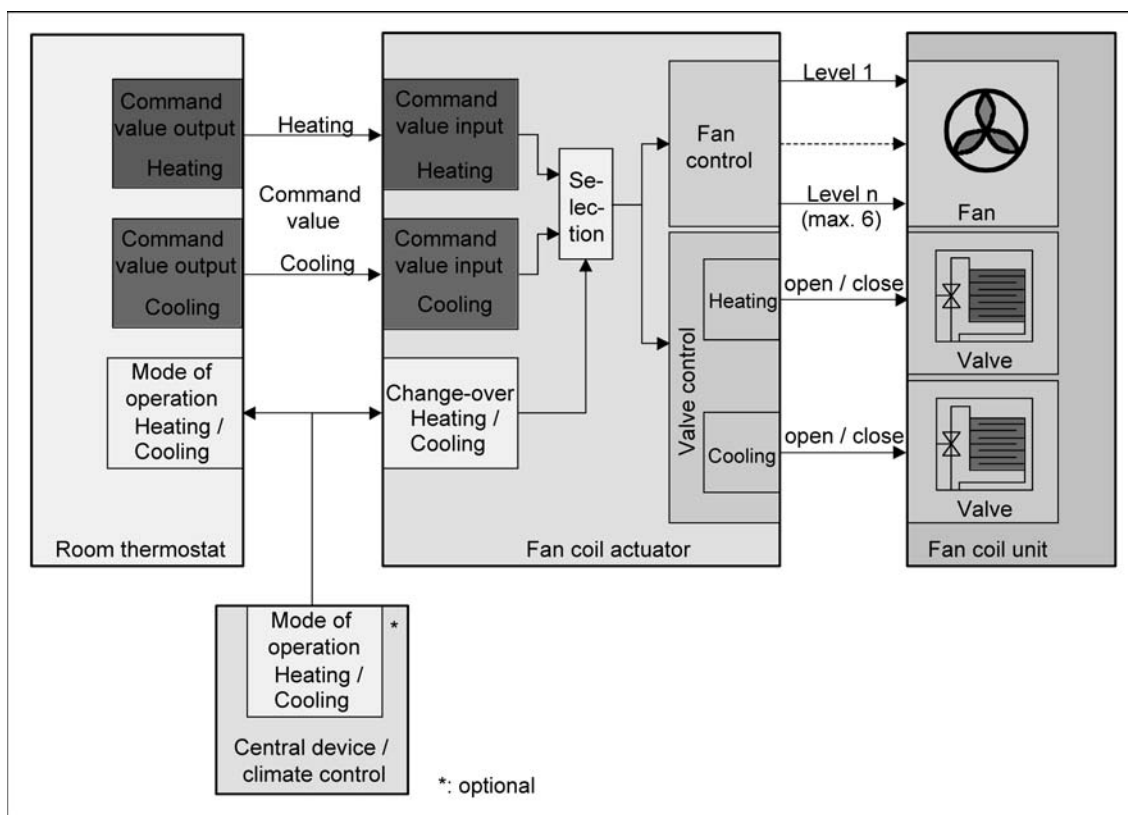 Command
value output
Heating
Heating
Command
value input
Heating
Command
value
Command
value output
Cooling
Cooling
Command
value input
Cooling
Mode of
operation
Heating /
Cooling
Change-over
Heating /
Cooling
Se-
lec-
tion
Fan
control
Valve control
Heating
Cooling
Level 1
Level n
(max. 6)
open / close
open / close
Fan
Valve
Valve
Room thermostat
Fan coil actuator
Fan coil unit
Mode of
operation
Heating /
Cooling
*
Central device /
climate control
*: optional